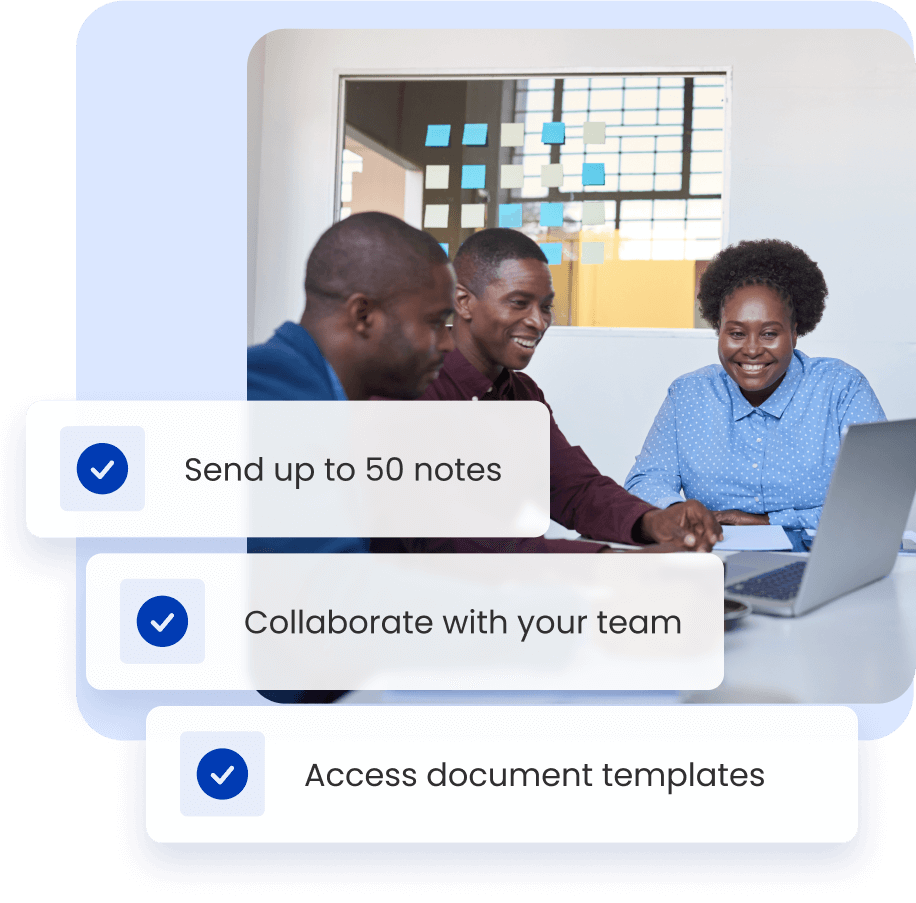 Send up to 50 notes
Collaborate with your team
Access document templates